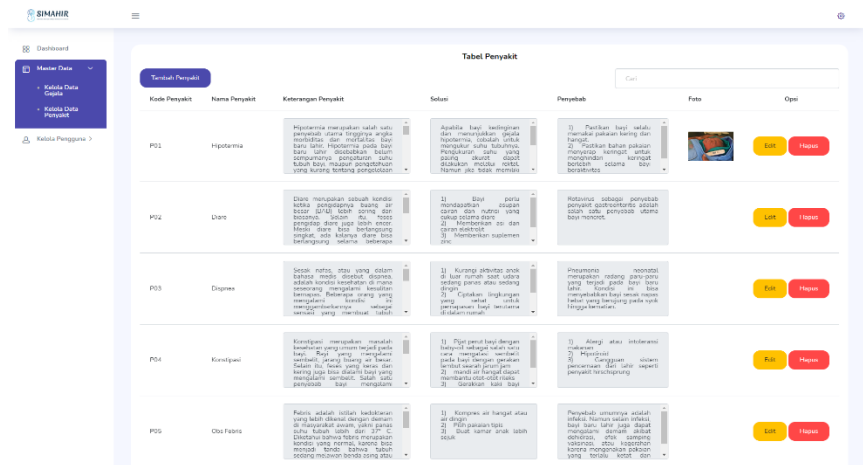 SIMAHIR
Dashboard
Master Data
Kelola Data
Gejala
Kelola Data
Penyakit
Kelola Pengguna
Tabel Penyakit
Tambah Penyakit
Cari
Kode Penyakit Nama Penyakit Keterangan Penyakit Solusi Penyebab Foto Opsi
P01
Hipotermia
Hipotermia merupakan salah satu
penyebab utama tingginya angka
morbiditas dan mortalitas bayi
baru lahir. Hipotermia pada bayi
baru lahir disebabkan belum
sempurnanya pengaturan suhu
tubuh bayi, maupun pengetahuan
yang kurang tentang pengelolaan
Apabila bayi kedinginan
dan menunjukkan gejala
hipotermia, cobalah untuk
mengukur suhu tubuhnya.
Pengukuran suhu yang
paling akurat dapat
dilakukan melalui rektal.
Namun jika tidak memiliki
1) Pastikan bayi selalu
memakai pakaian kering dan
hangat.
2) Pastikan bahan pakaian
menyerap keringat untuk
menghindari keringat
berlebih selama bayi
beraktivitas
Edit
Hapus
P02
Diare
Diare merupakan sebuah kondisi
ketika pengidapnya buang air
besar (BAB) lebih sering dari
biasanya. Selain itu, feses
pengidap diare juga lebih encer.
Meski diare bisa berlangsung
singkat, ada kalanya diare bisa
berlangsung selama beberapa
1) Bayi perlu
mendapatkan asupan
cairan dan nutrisi yang
cukup selama diare
2) Memberikan asi dan
cairan elektrolit
3) Memberikan suplemen
zinc
Rotavirus sebagai penyebab
penyakit gastroenteritis adalah
salah satu penyebab utama
bayi mencret.
Edit
Hapus
P03
Dispnea
Sesak nafas, atau yang dalam
bahasa medis disebut dispnea,
adalah kondisi kesehatan di mana
seseorang mengalami kesulitan
bernapas. Beberapa orang yang
mengalami kondisi ini
menggambarkannya sebagai
sensasi yang membuat tubuh
1) Kurangi aktivitas anak
di luar rumah saat udara
sedang panas atau sedang
dingin
2) Ciptakan lingkungan
yang sehat untuk
pernapasan bayi terutama
di dalam rumah
Pneumonia neonatal
merupakan radang paru-paru
yang terjadi pada bayi baru
lahir. Kondisi ini bisa
menyebabkan bayi sesak napas
hebat yang berujung pada syok
hingga kematian.
Edit
Hapus
P04
Konstipasi
Konstipasi merupakan masalah
kesehatan yang umum terjadi pada
bayi. Bayi yang mengalami
sembelit, jarang buang air besar.
Selain itu feses yang keras dan
kering juga bisa dialami bayi yang
mengalami sembelit. Salah satu
penyebab bayi mengalami
1) Pijat perut bayi dengan
baby-oil sebagai salah satu
cara mengatasi sembelit
pada bayi dengan gerakan
lembut searah jarum jam
2) mandi air hangat dapat
membantu otot-otot rileks
3) Gerakkan kaki bayi
1) Alergi atau intoleransi
makanan
2) Hipotiroid
3) Gangguan sistem
pencernaan dari lahir seperti
penyakit hirschsprung
Edit
Hapus
P05
Obs Febris
Febris adalah istilah kedokteran
yang lebih dikenal dengan demam
di masyarakat awam, yakni panas
suhu tubuh lebih dari 37° C.
Diketahui bahwa febris merupakan
kondisi yang normal, karena bisa
menjadi tanda bahwa tubuh
sedang melawan benda asing atau
1) Kompres air hangat atau
air dingin
2) Pilih pakaian tipis
3) Buat kamar anak lebih
sejuk
Penyebab umumnya adalah
infeksi. Namun selain infeksi,
bayi baru lahir juga dapat
mengalami demam akibat
dehidrasi, efek samping
vaksinasi, atau kegerahan
karena mengenakan pakaian
yang terlalu ketat dan
Edit
Hapus